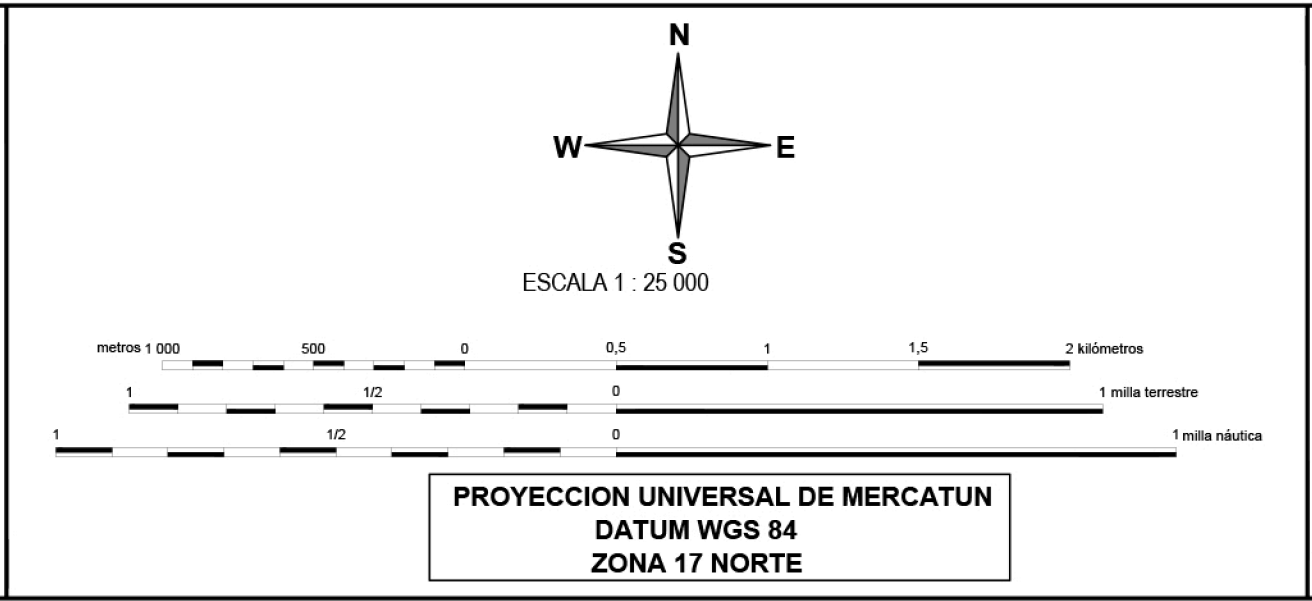 N
W E
S
ESCALA 1 : 25 000
metros 1 000 500 0 0,5 1 1,5 2 kilómetros
1 1/2 0 1 milla terrestre
1 1/2 0 1 milla náutica
PROYECCION UNIVERSAL DE MERCATUN
DATUM WGS 84
ZONA 17 NORTE